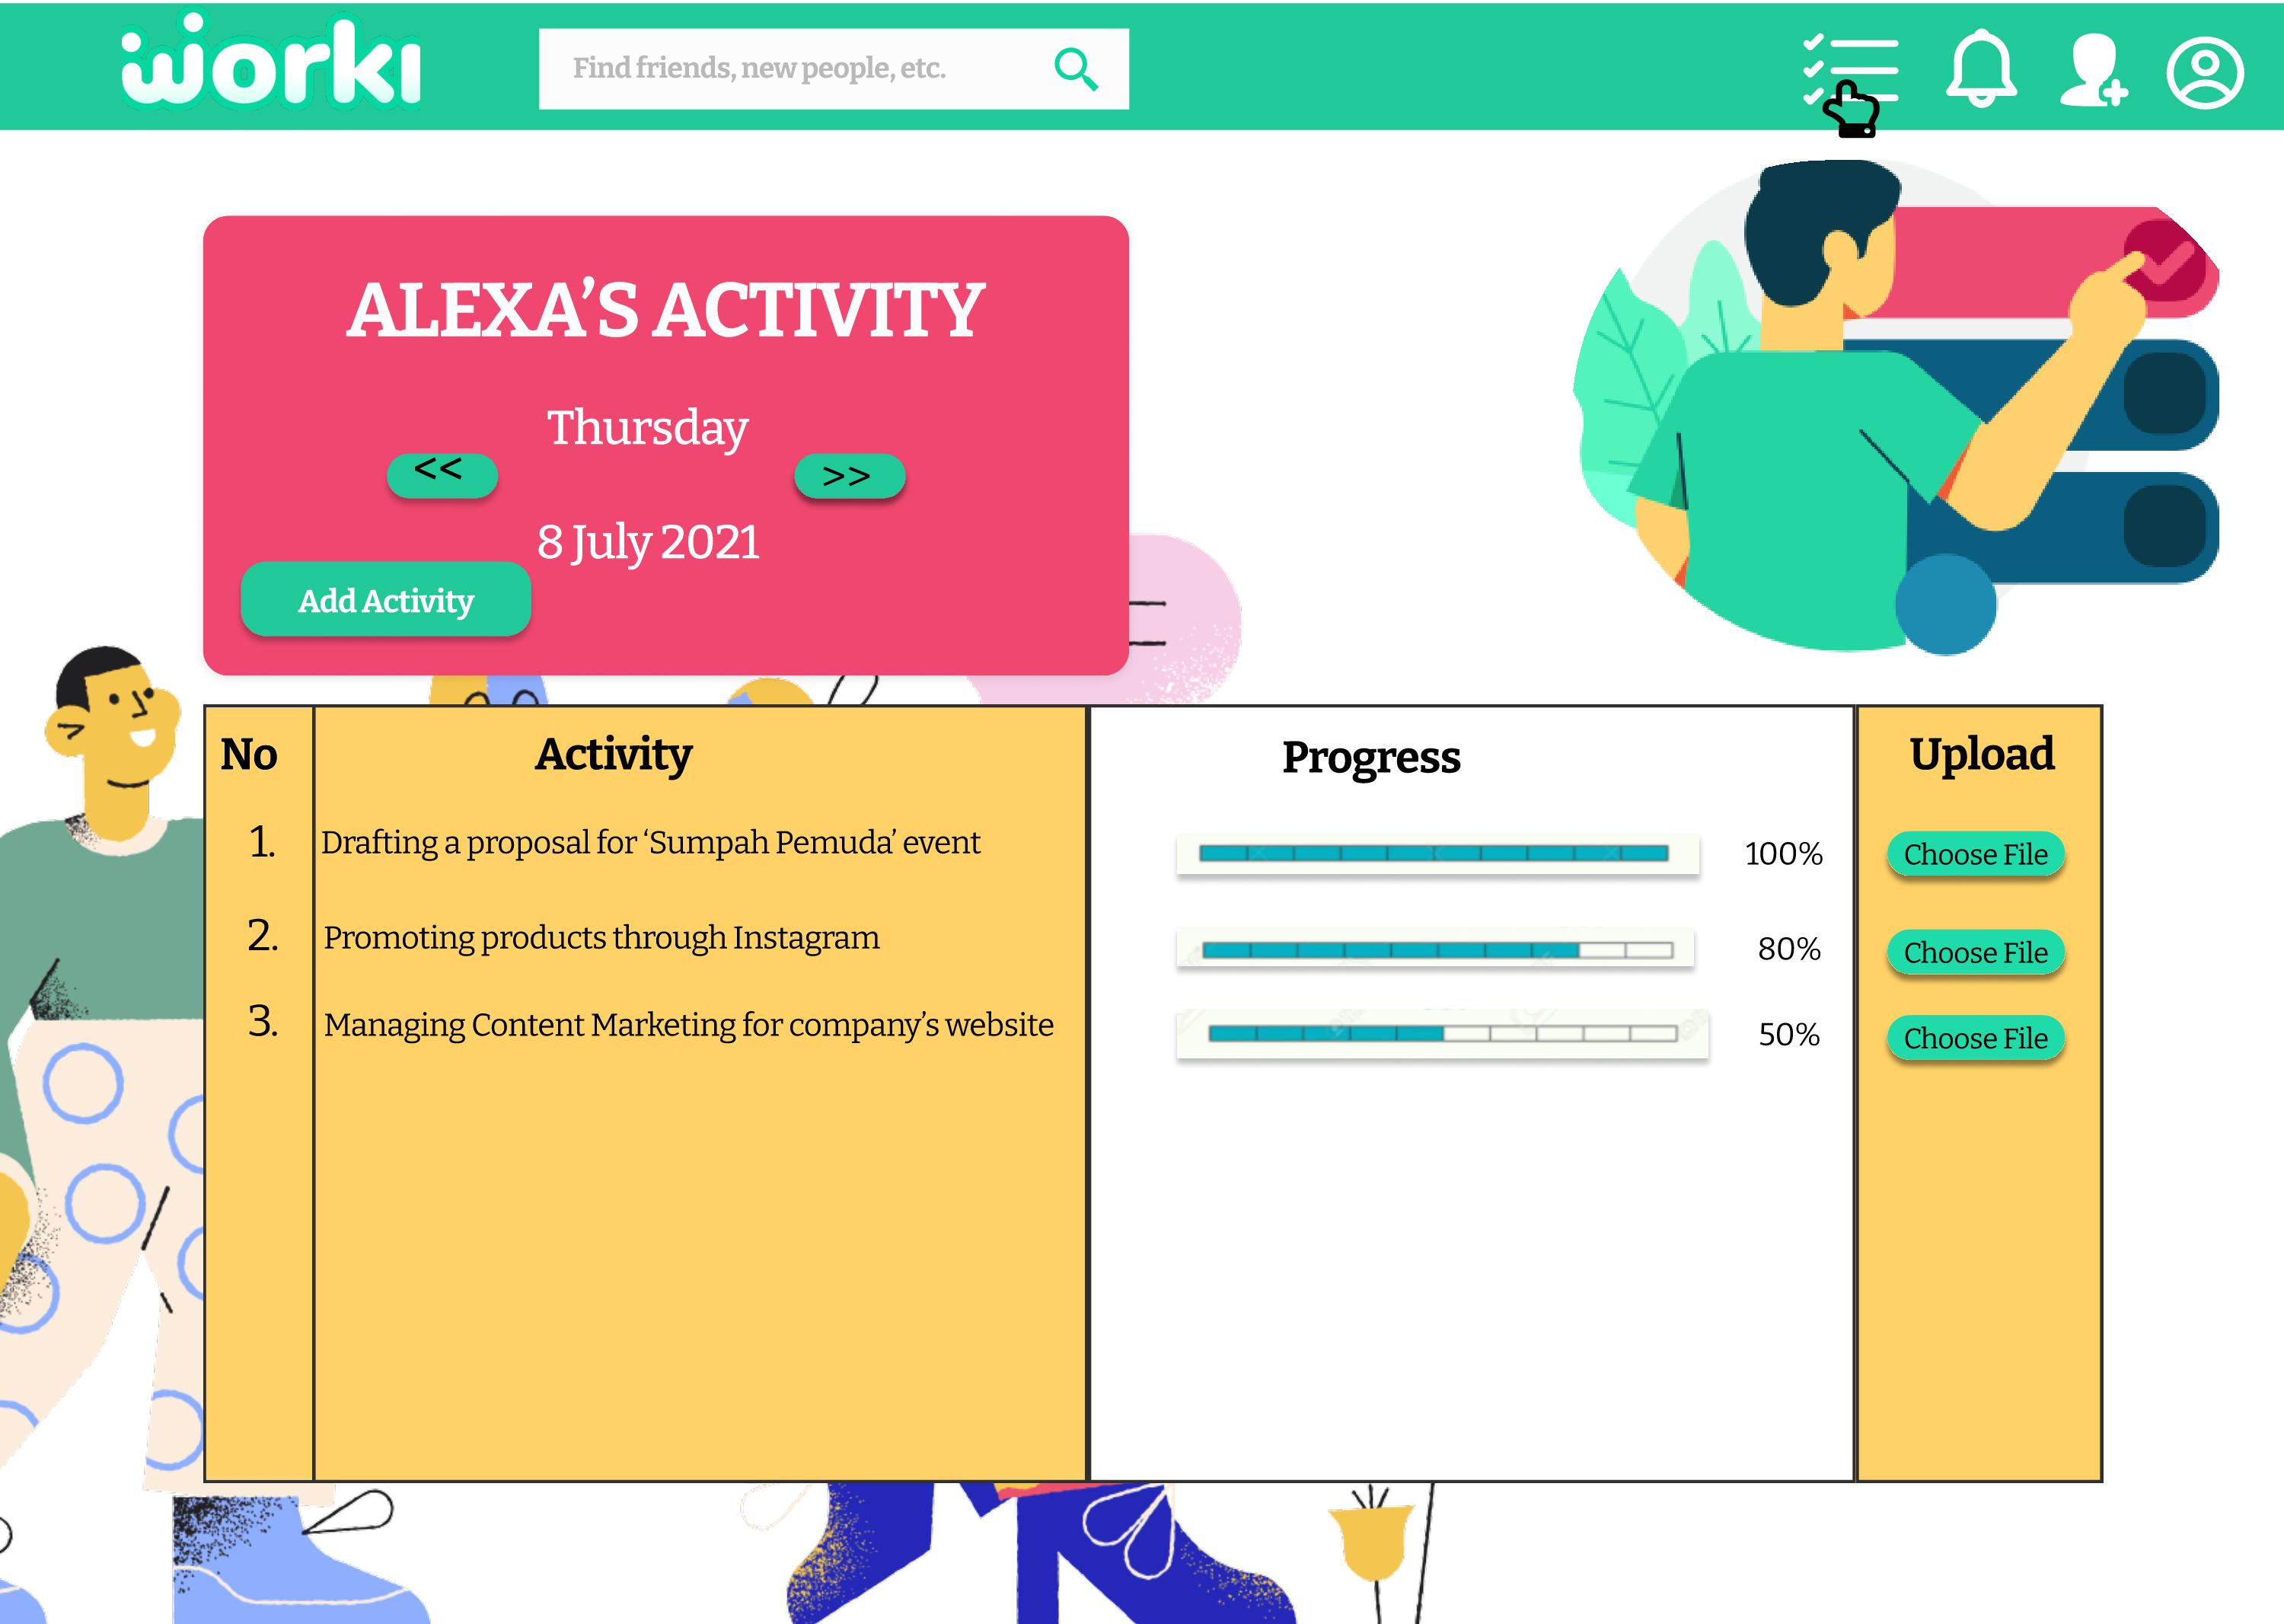 worki
Find friends, new people, etc.
ALEXA’S ACTIVITY
Thursday
<< >>
8 July 2021
Add Activity
No Activity Progress Upload
1. Drafting a proposal for ‘Sumpah Pemuda’ event 100% Choose File
2. Promoting products through Instagram 80% Choose File
3. Managing Content Marketing for company’s website 50% Choose File